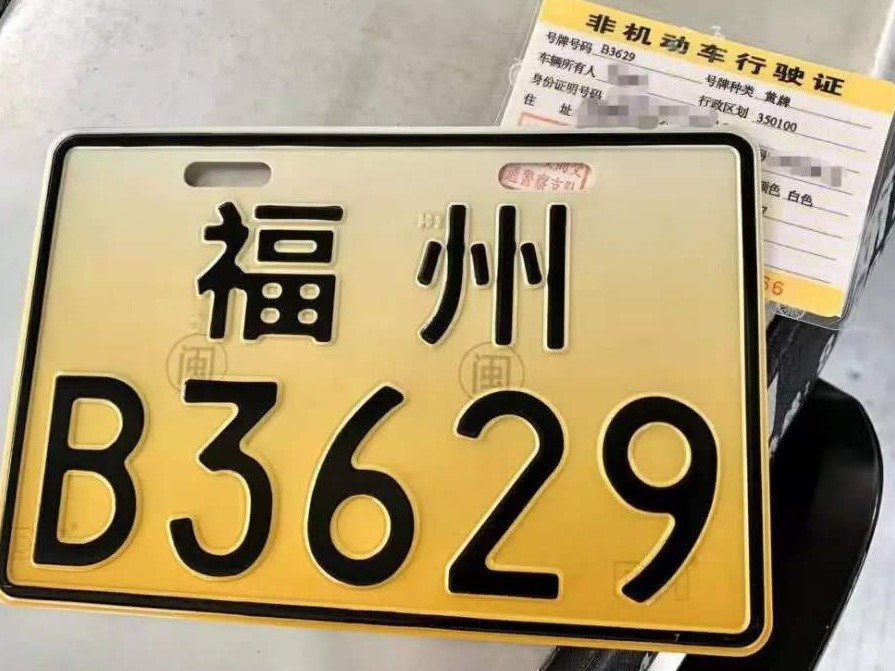 非机动车行驶证
号牌号码 B3629
号牌种类 黄牌
车辆所有人
身份证明号码
行政区划 350100
住 址
颜色 白色
福州
闽 闽
B3629